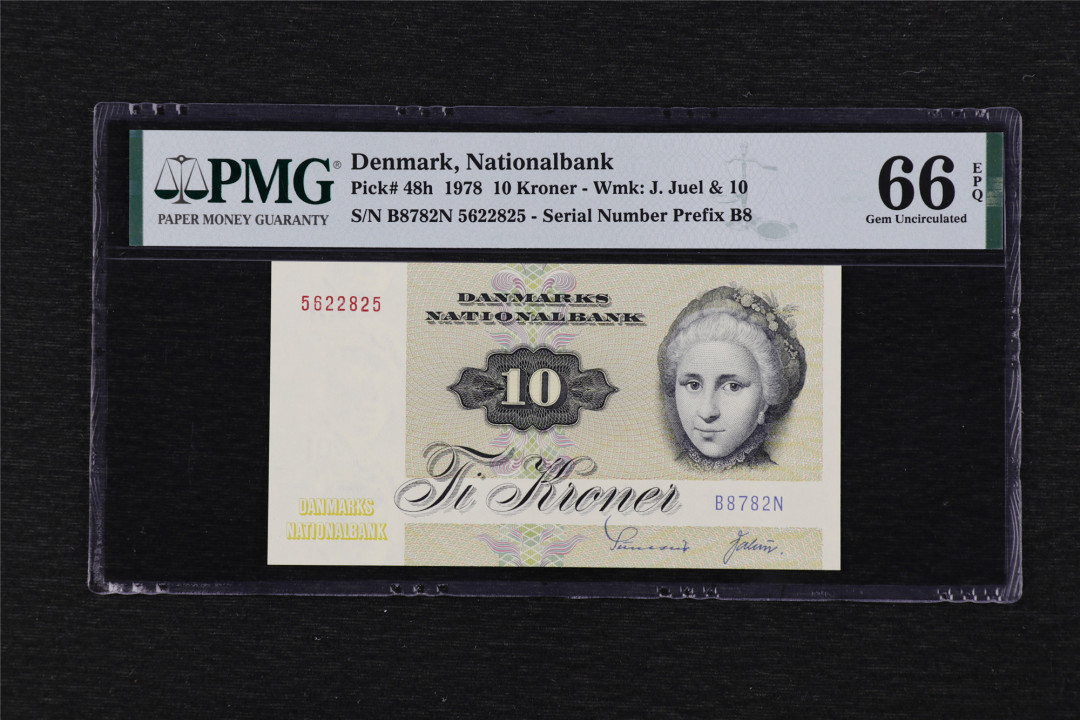 PMG®
PAPER MONEY GUARANTY
Denmark, Nationalbank
Pick# 48h 1978 10 Kroner - Wmk: J. Juel & 10
S/N B8782N 5622825 - Serial Number Prefix B8
66
EPQ
Gem Uncirculated
5622825
DANMARKS
NATIONALBANK
10
Ti Kroner
B8782N
DANMARKS
NATIONALBANK